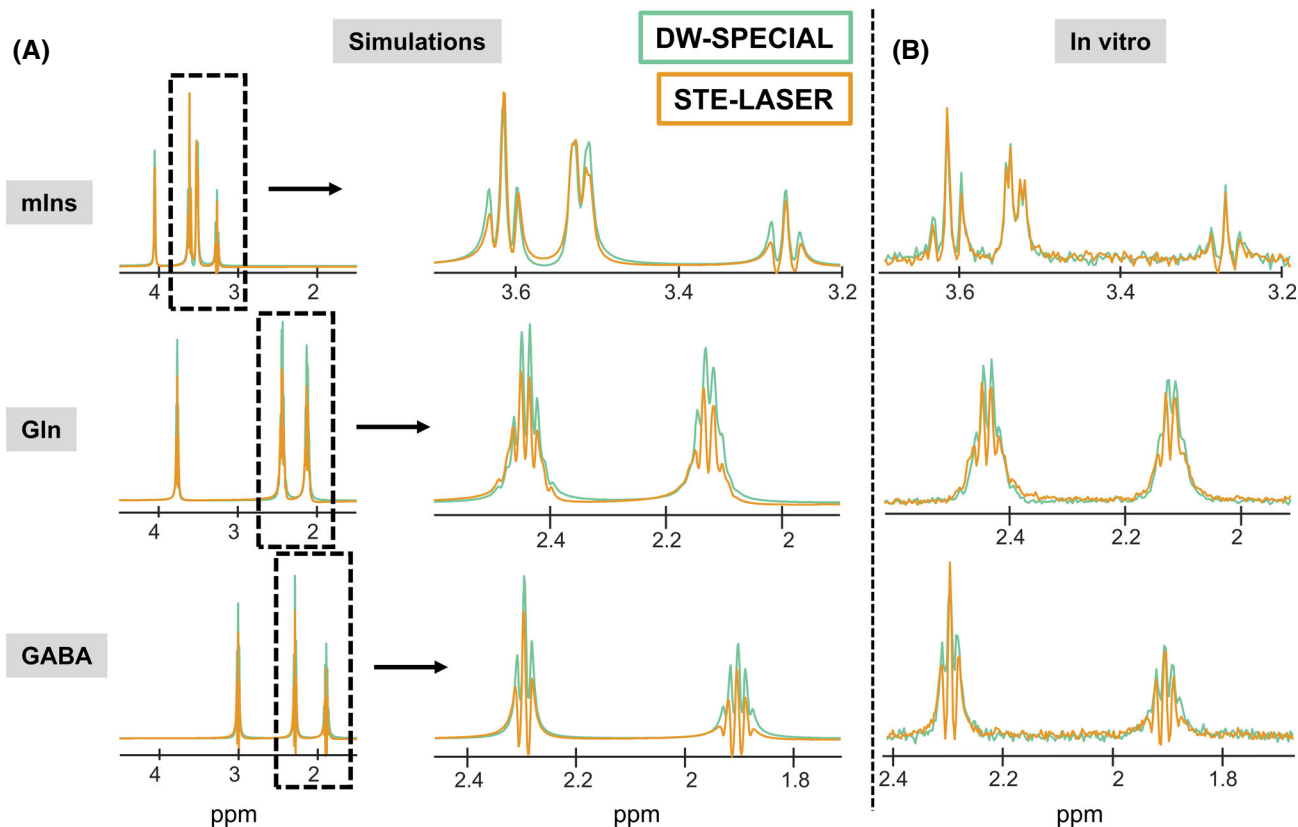 (A)
Simulations
DW-SPECIAL
STE-LASER
(B)
In vitro
mIns
4 3 2
3.6 3.4 3.2
3.6 3.4 3.2
Gln
4 3 2
2.4 2.2 2
2.4 2.2 2
GABA
4 3 2
2.4 2.2 2 1.8
2.4 2.2 2 1.8
ppm ppm ppm